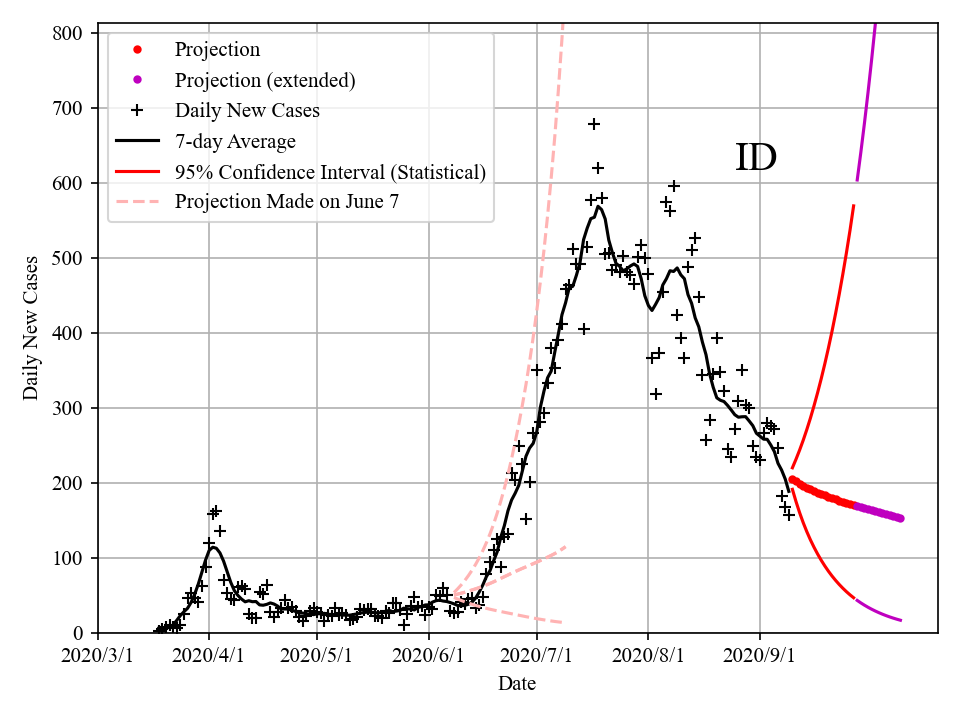 800
700
600
500
400
300
200
100
0
Daily New Cases
Projection
Projection (extended)
Daily New Cases
7-day Average
95% Confidence Interval (Statistical)
Projection Made on June 7
ID
2020/3/1 2020/4/1 2020/5/1 2020/6/1 2020/7/1 2020/8/1 2020/9/1
Date